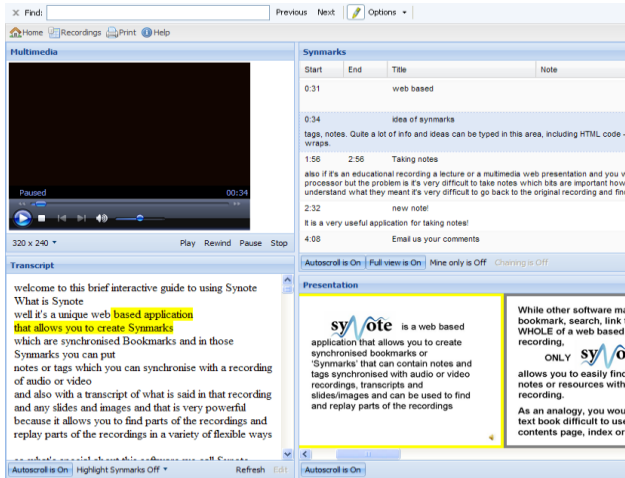 Find: Previous Next Options
Home Recordings Print Help
Multimedia
Paused 00:34
320 x 240 Play Rewind Pause Stop
Transcript
welcome to this brief interactive guide to using Synote
What is Synote
well it's a unique web based application
that allows you to create Synmarks
which are synchronised Bookmarks and in those
Synmarks you can put
notes or tags which you can synchronise with a recording
of audio or video
and also with a transcript of what is said in that recording
and any slides and images and that is very powerful
because it allows you to find parts of the recordings and
replay parts of the recordings in a variety of flexible ways
so what's special about this software we call Synote
Autoscroll is On Highlight Synmarks Off Refresh Edit
Synmarks
Start End Title Note
0:31 web based
0:34 idea of synmarks
tags, notes. Quite a lot of info and ideas can be typed in this area, including HTML code -
wraps.
1:56 2:56 Taking notes
also if it's an educational recording a lecture or a multimedia web presentation and you v
processor but the problem is it's very difficult to take notes which bits are important how
understand what they meant it's very difficult to go back to the original recording and fin
2:32 new note!
It is a very useful application for taking notes!
4:08 Email us your comments
Autoscroll is On Full view is On Mine only is Off Chairing is Off
Presentation
syNote is a web based
application that allows you to create
synchronised bookmarks or
'Synmarks' that can contain notes and
tags synchronised with audio or video
recordings, transcripts and
slides/images and can be used to find
and replay parts of the recordings
While other software ma
bookmark, search, link
WHOLE of a web based
recording,
ONLY syNo
allows you to easily find
notes or resources with
recording.
As an analogy, you wou
text book difficult to use
contents page, index or
Autoscroll is On